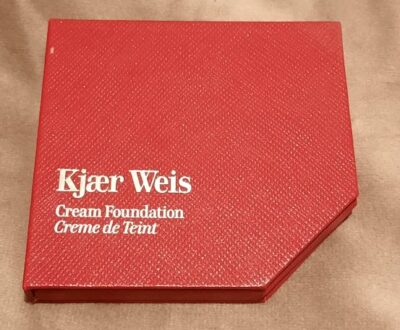 Kjær Weis
Cream Foundation
Creme de Teint